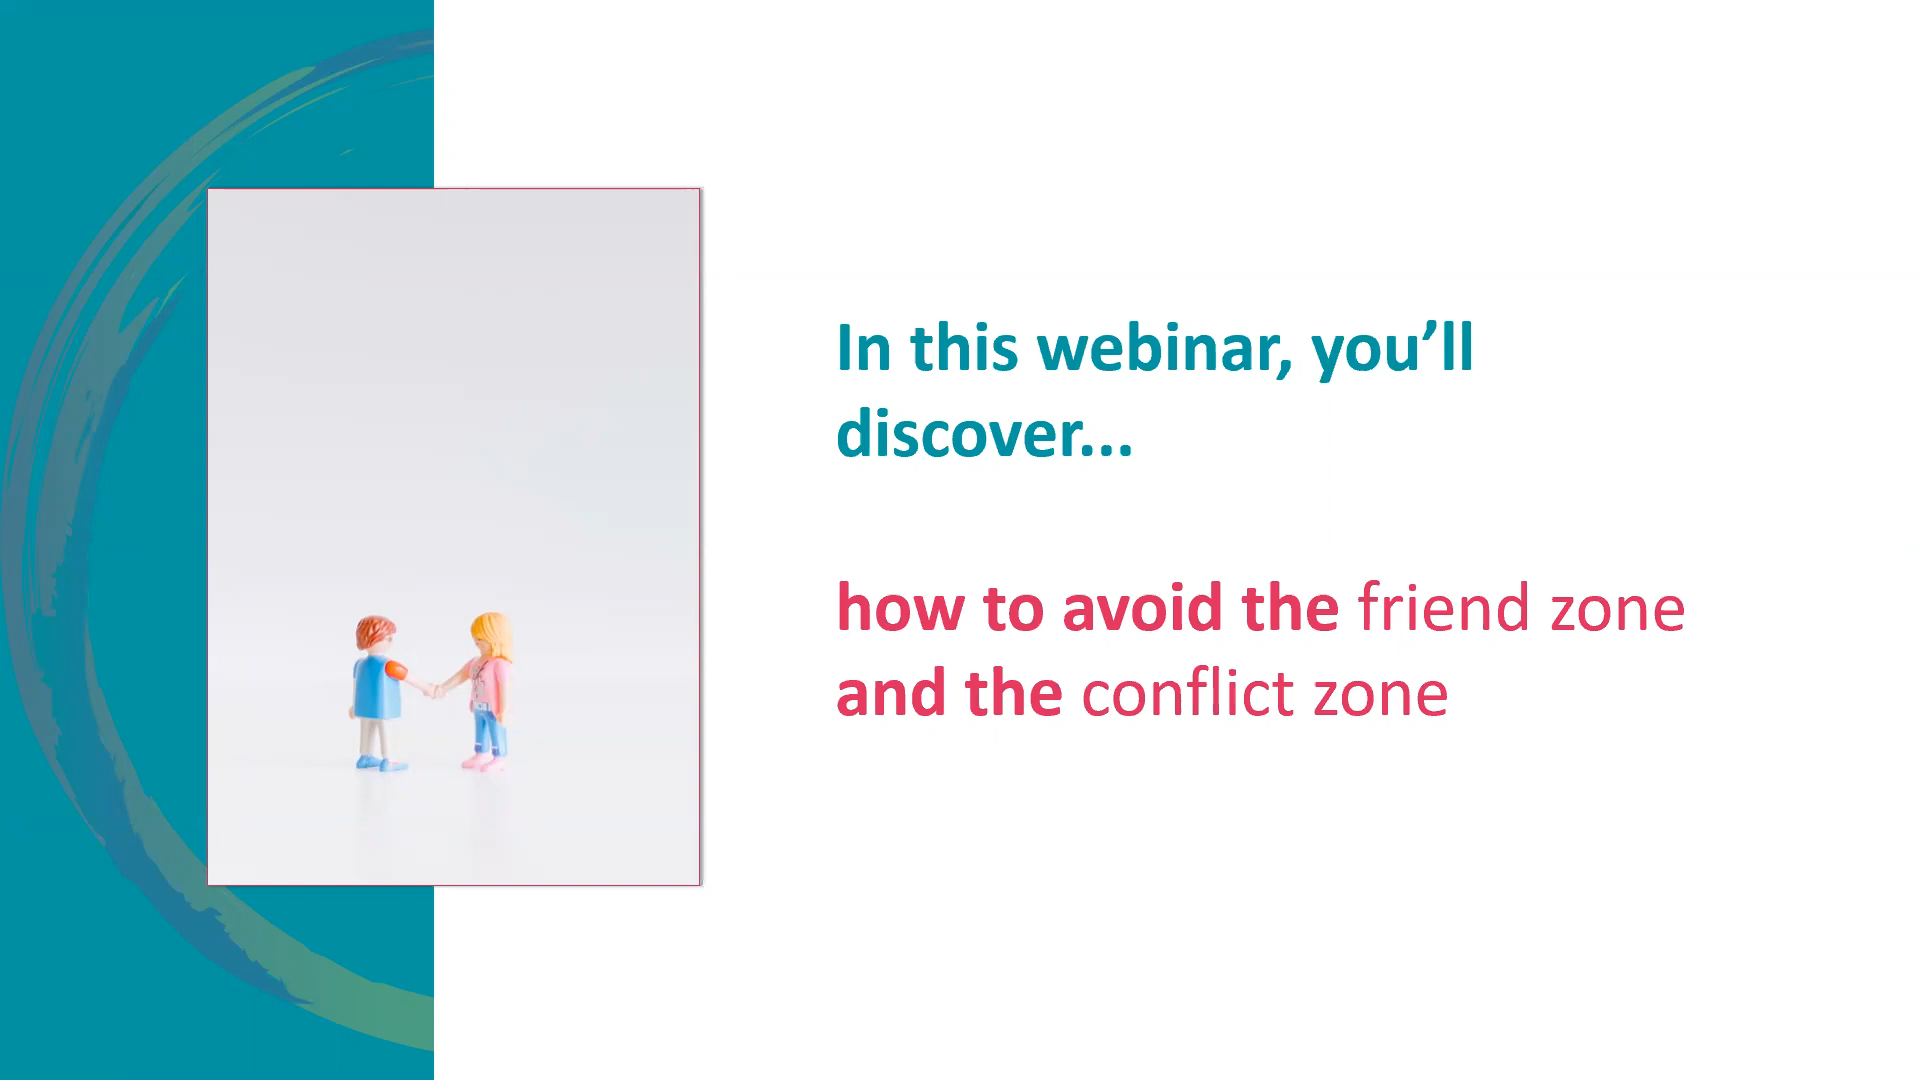 In this webinar, you’ll
discover...
how to avoid the friend zone
and the conflict zone